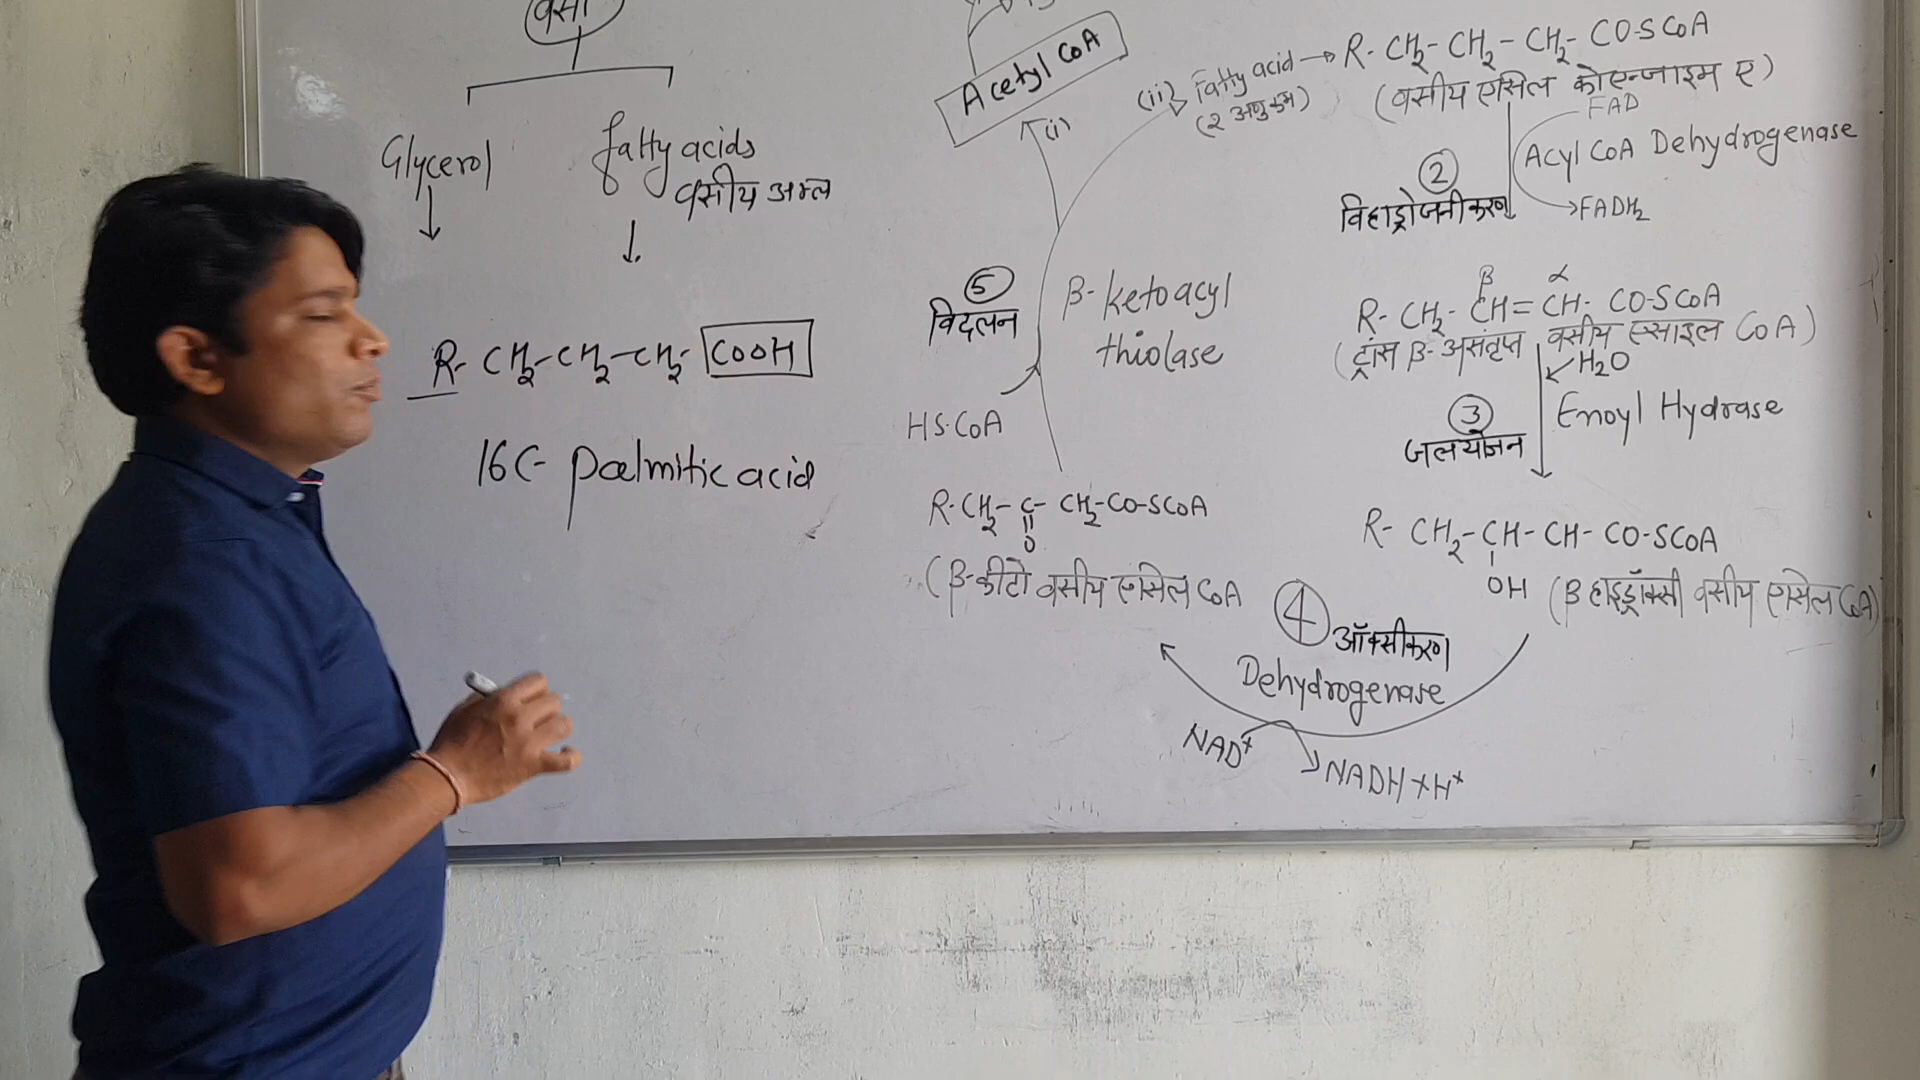 वसा
Glycerol
fatty acids
वसीय अम्ल
R- CH2-CH2-CH2- COOH
16C- palmitic acid
Acetyl CoA
(i)
(ii) Fatty acid → R- CH2- CH2 - CH2- CO-SCoA
(वसीय एसिल कोएन्जाइम ए)
FAD
Acyl CoA Dehydrogenase
②
विहाइड्रोजनीकरण
FADH2
β α
R- CH2- CH= CH- CO-SCoA
(ट्रांस β- असंतृप्त वसीय एसाइल CoA)
H2O
③ Enoyl Hydrase
जलयोजन
R- CH2-CH-CH- CO-SCoA
OH (β हाइड्रॉक्सी वसीय एसिल CoA)
④ ऑक्सीकरण
Dehydrogenase
NAD+
NADH+H+
R-CH2-C- CH2-CO-SCoA
O
(β-कीटो वसीय एसिल CoA
HS.CoA
⑤
विदलन
β- ketoacyl
thiolase